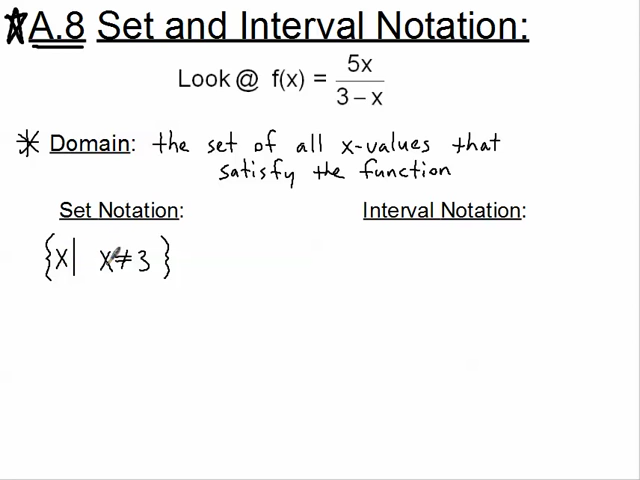 *A.8 Set and Interval Notation:
Look @ f(x) = 5x / 3 – x
* Domain: the set of all x-values that
satisfy the function
Set Notation: Interval Notation:
{x| x≠3 }